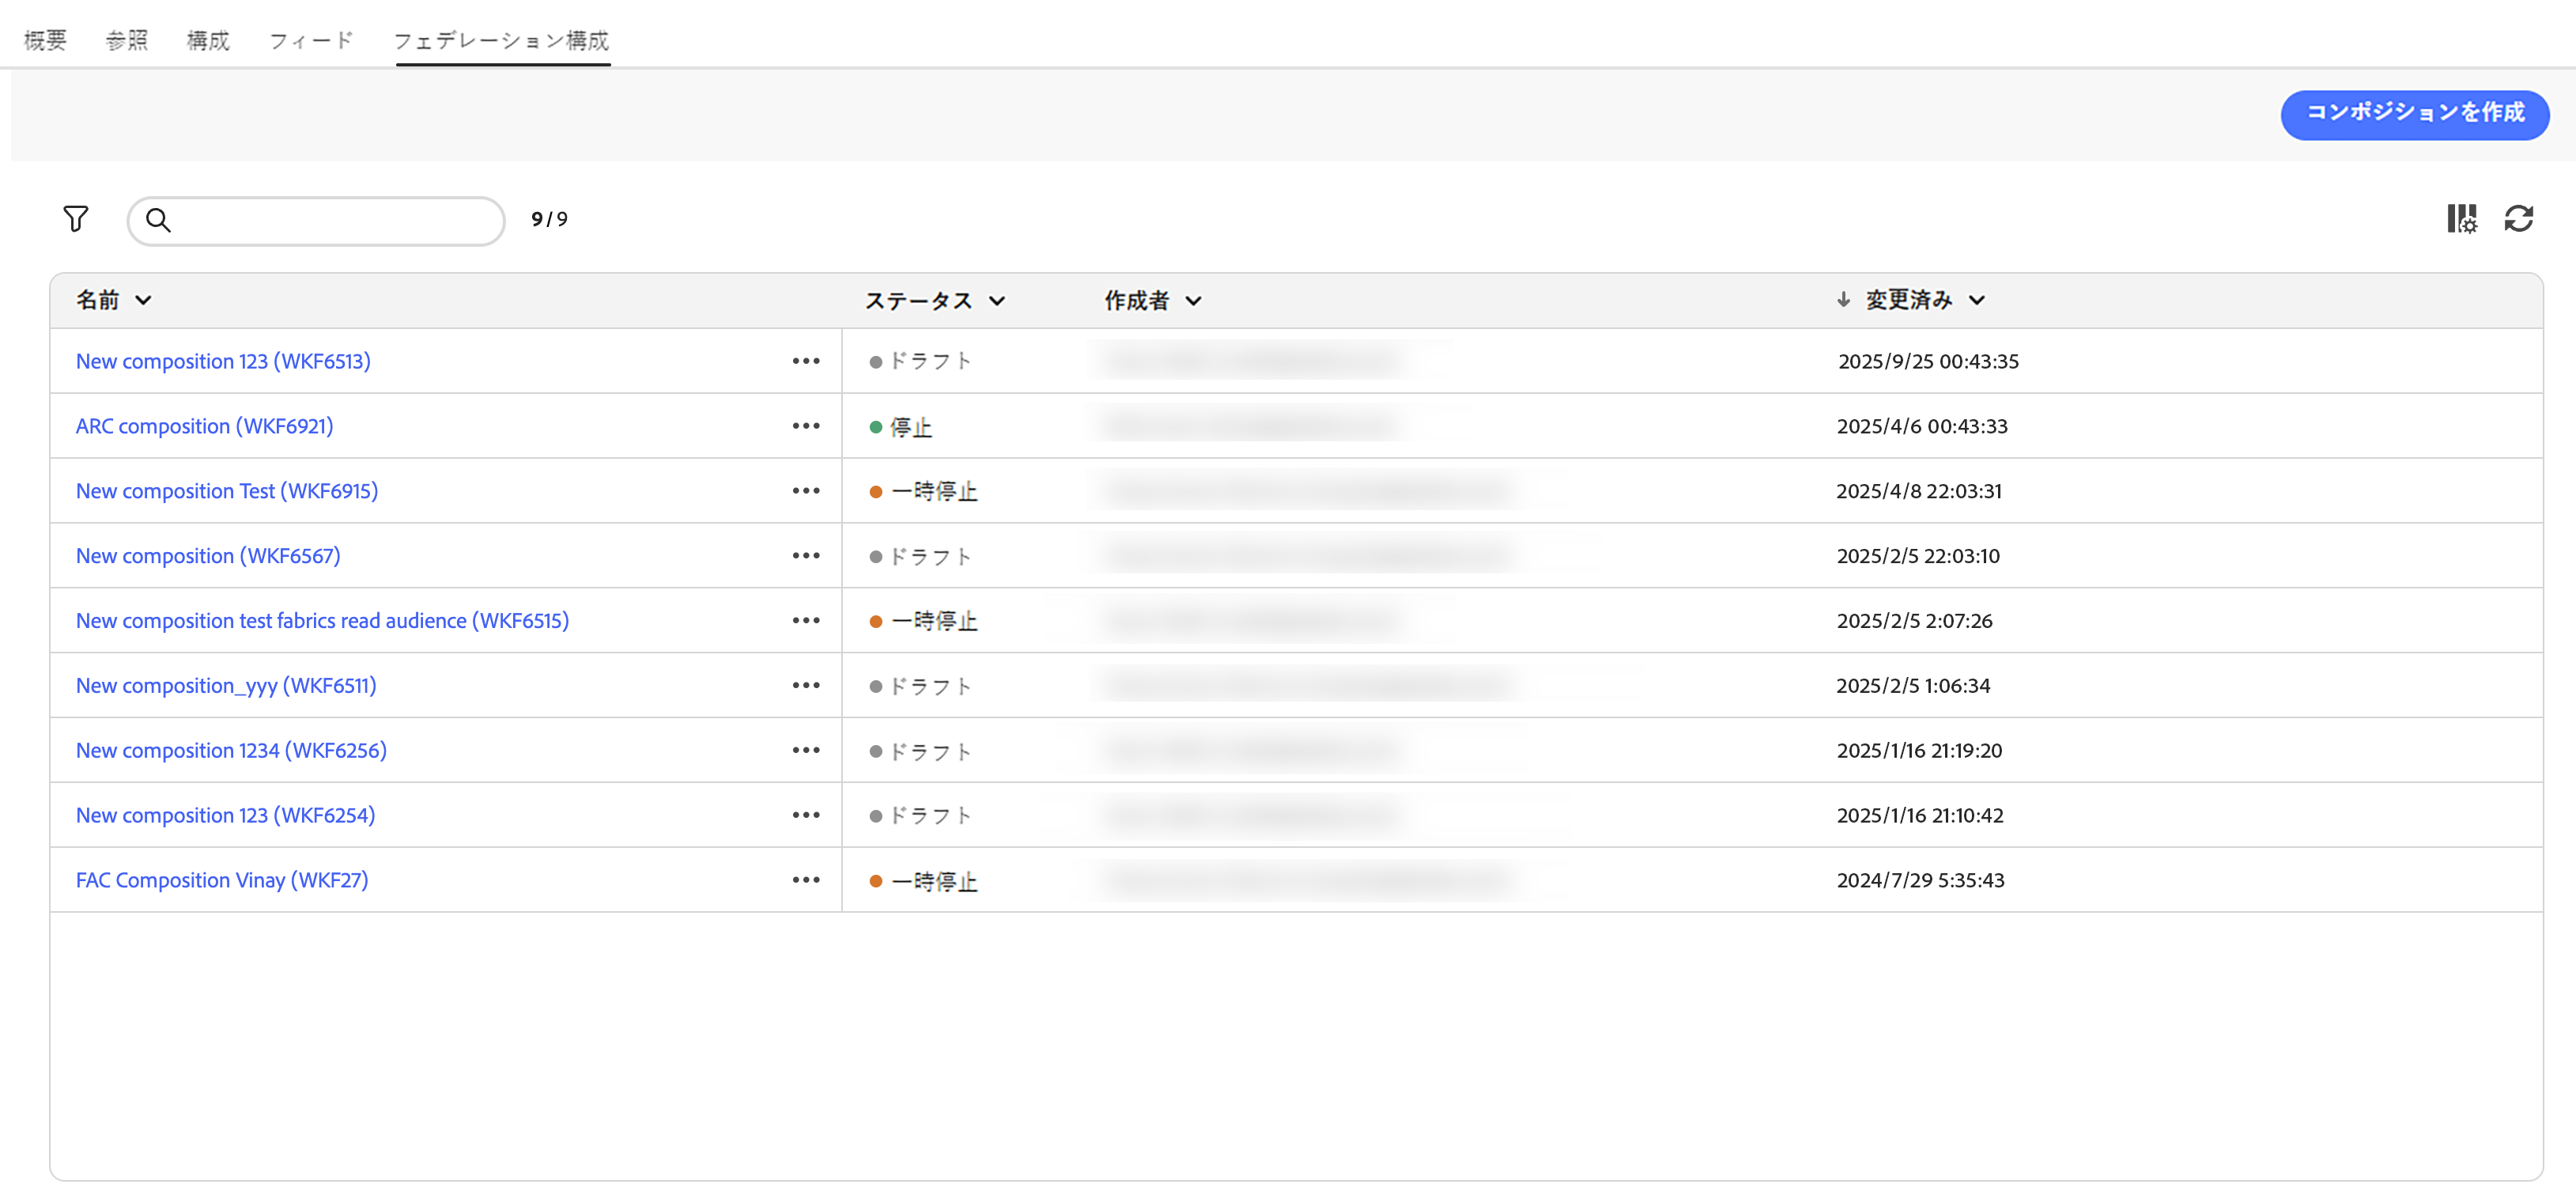 概要 参照 構成 フィード フェデレーション構成
コンポジションを作成
9 / 9
名前 ステータス 作成者 変更済み
New composition 123 (WKF6513) ドラフト 2025/9/25 00:43:35
ARC composition (WKF6921) 停止 2025/4/6 00:43:33
New composition Test (WKF6915) 一時停止 2025/4/8 22:03:31
New composition (WKF6567) ドラフト 2025/2/5 22:03:10
New composition test fabrics read audience (WKF6515) 一時停止 2025/2/5 2:07:26
New composition_yyy (WKF6511) ドラフト 2025/2/5 1:06:34
New composition 1234 (WKF6256) ドラフト 2025/1/16 21:19:20
New composition 123 (WKF6254) ドラフト 2025/1/16 21:10:42
FAC Composition Vinay (WKF27) 一時停止 2024/7/29 5:35:43